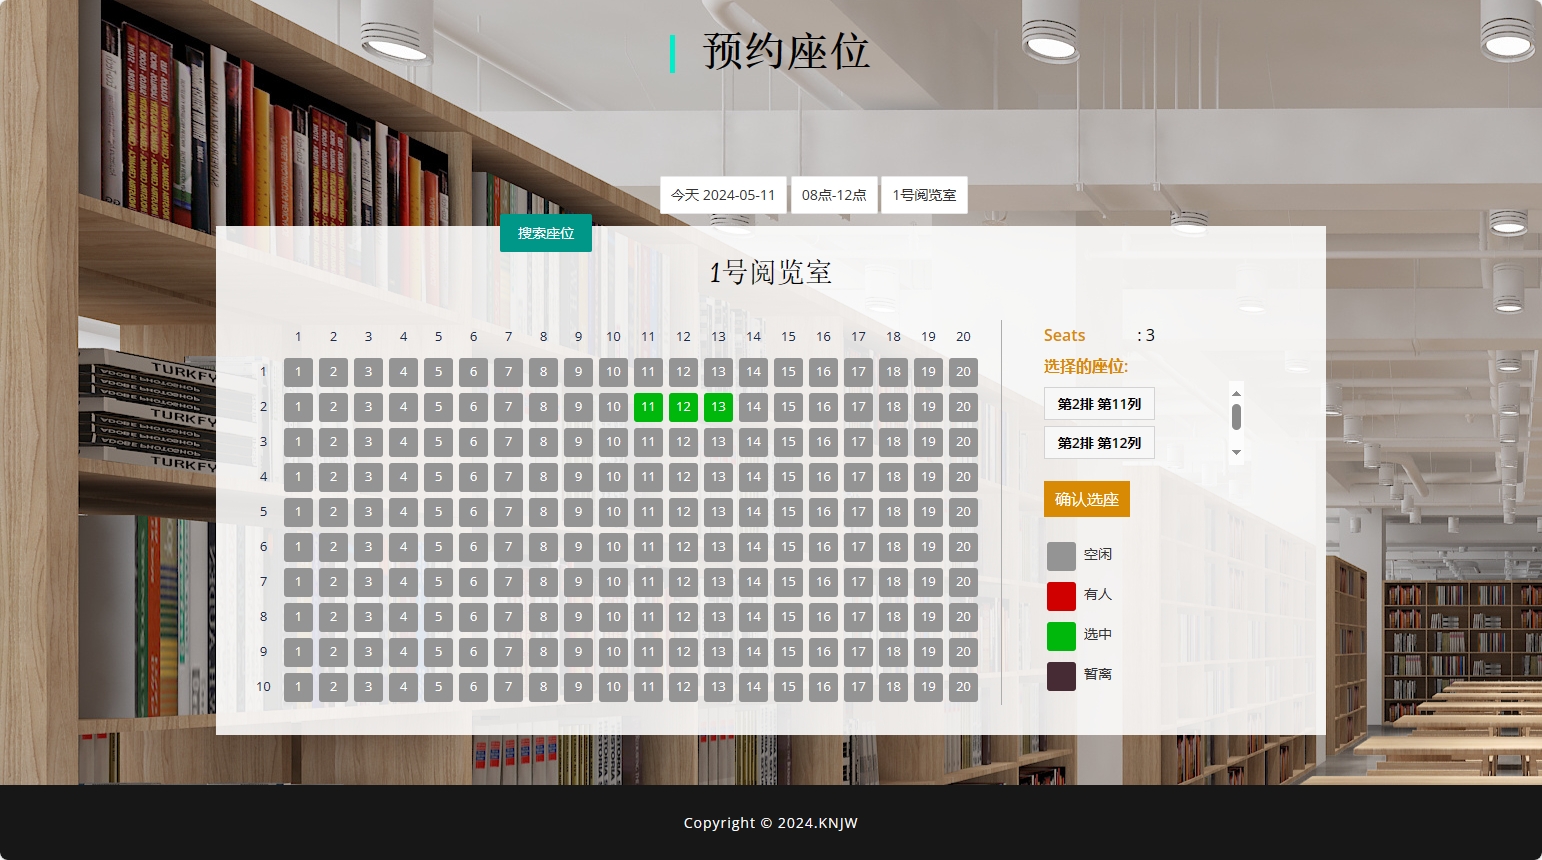 预约座位
今天 2024-05-11 08点-12点 1号阅览室
搜索座位
1号阅览室
1 2 3 4 5 6 7 8 9 10 11 12 13 14 15 16 17 18 19 20
1 1 2 3 4 5 6 7 8 9 10 11 12 13 14 15 16 17 18 19 20
2 1 2 3 4 5 6 7 8 9 10 11 12 13 14 15 16 17 18 19 20
3 1 2 3 4 5 6 7 8 9 10 11 12 13 14 15 16 17 18 19 20
4 1 2 3 4 5 6 7 8 9 10 11 12 13 14 15 16 17 18 19 20
5 1 2 3 4 5 6 7 8 9 10 11 12 13 14 15 16 17 18 19 20
6 1 2 3 4 5 6 7 8 9 10 11 12 13 14 15 16 17 18 19 20
7 1 2 3 4 5 6 7 8 9 10 11 12 13 14 15 16 17 18 19 20
8 1 2 3 4 5 6 7 8 9 10 11 12 13 14 15 16 17 18 19 20
9 1 2 3 4 5 6 7 8 9 10 11 12 13 14 15 16 17 18 19 20
10 1 2 3 4 5 6 7 8 9 10 11 12 13 14 15 16 17 18 19 20
Seats : 3
选择的座位:
第2排 第11列
第2排 第12列
确认选座
空闲
有人
选中
暂离
TURKFY
ADOBE PHOTOSHOP
TURKFY
TURKFY
Copyright © 2024.KNJW